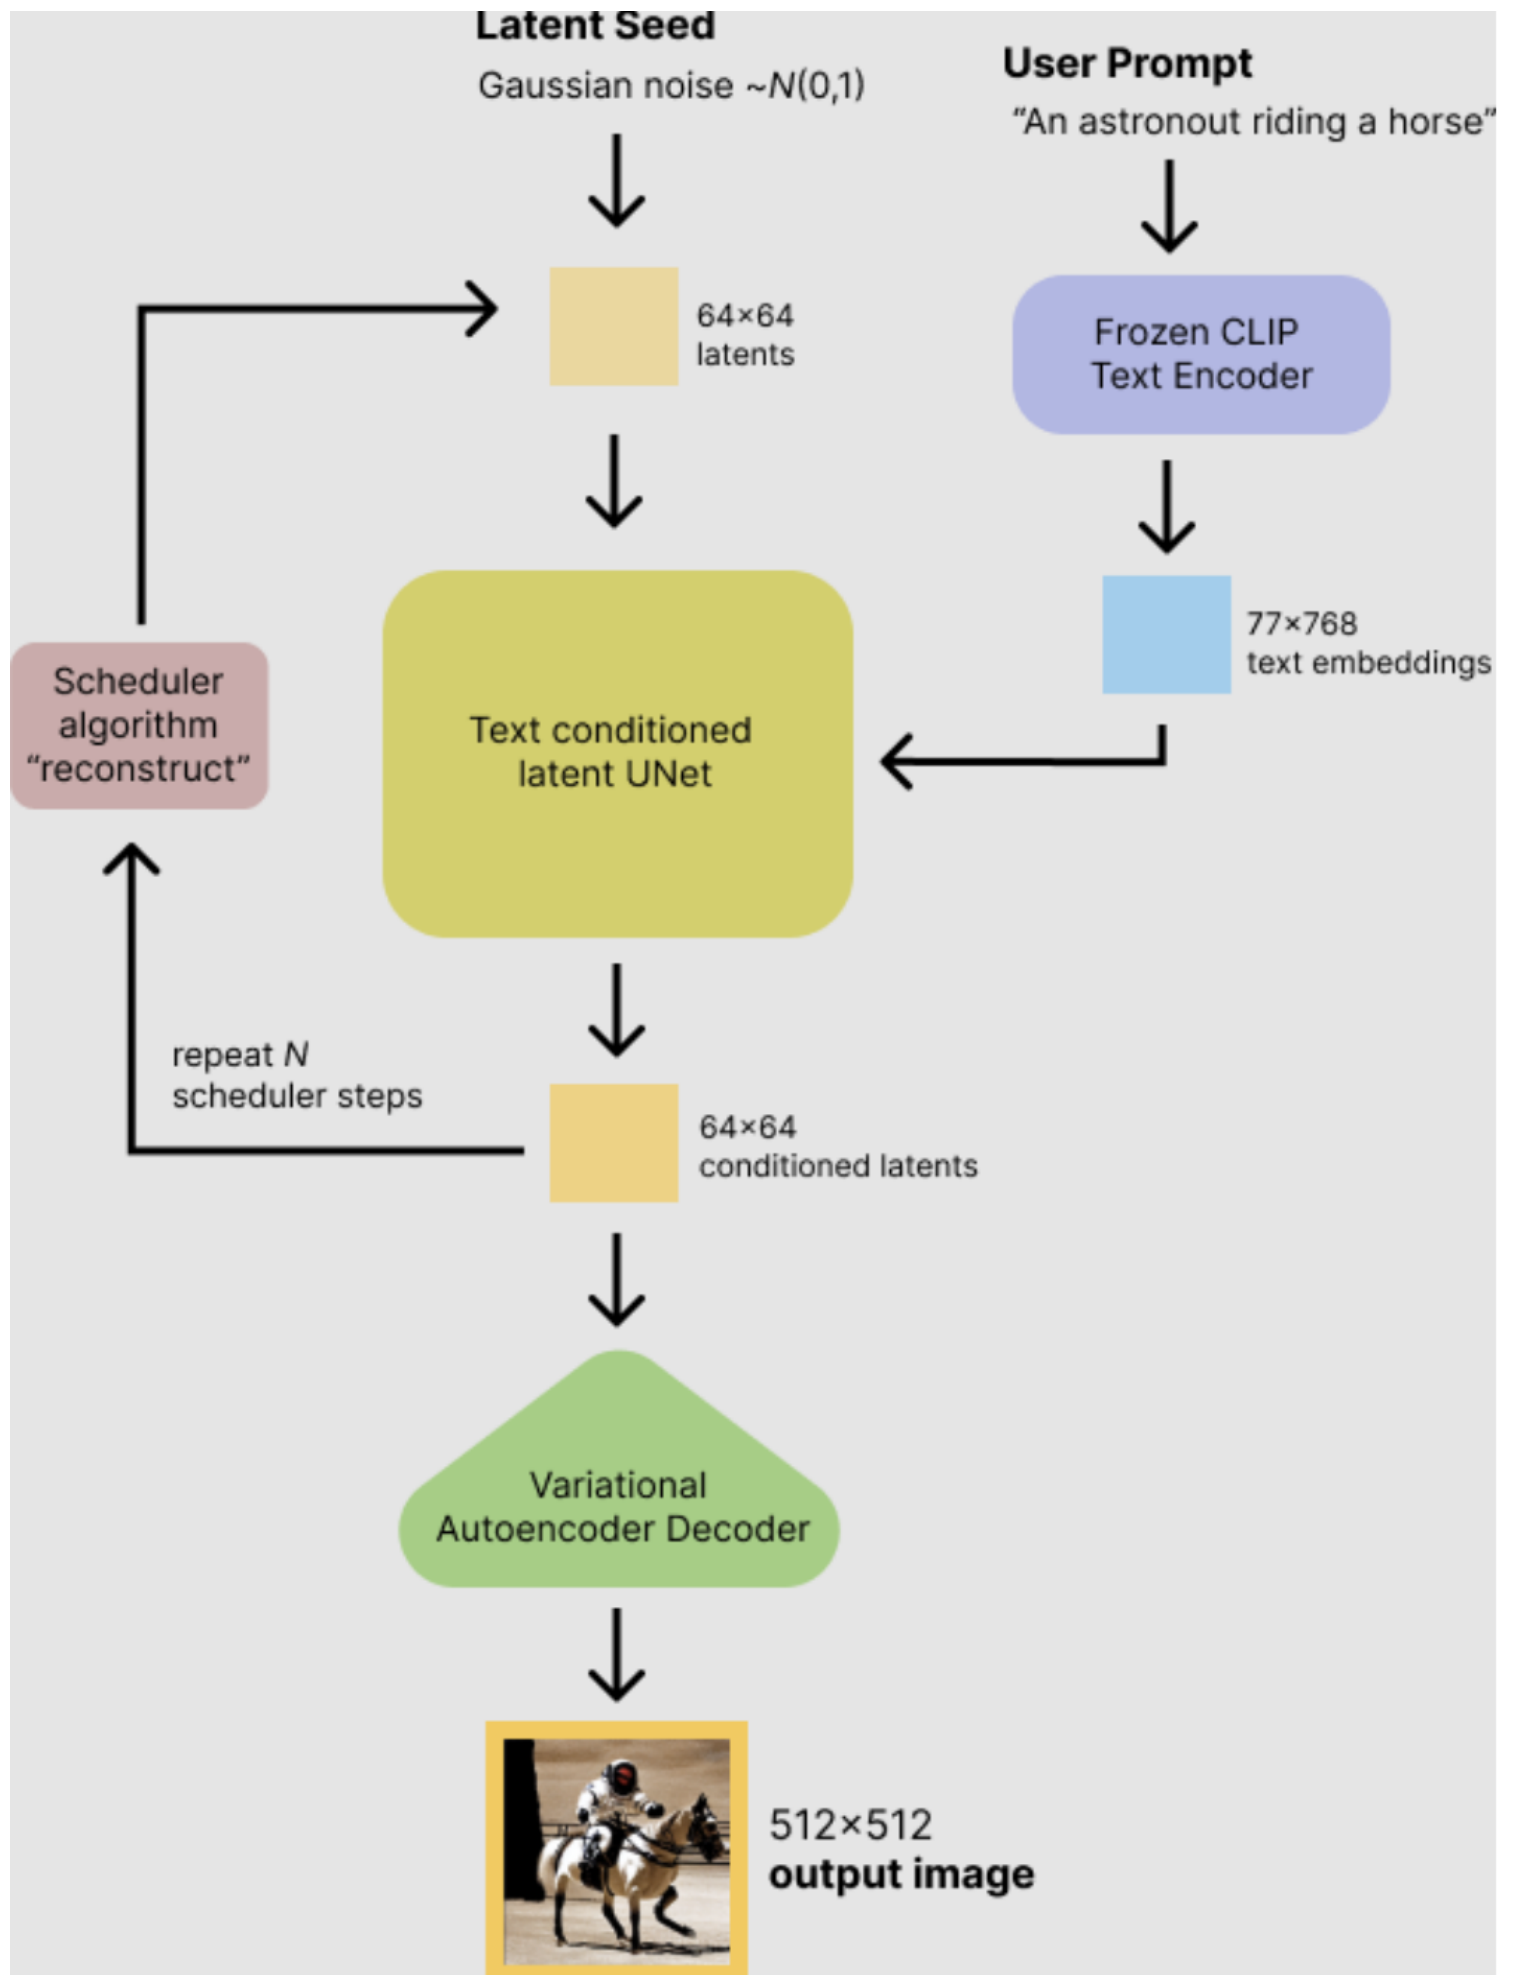 Latent Seed
Gaussian noise ~N(0,1)
User Prompt
“An astronout riding a horse”
64×64
latents
Frozen CLIP
Text Encoder
77×768
text embeddings
Scheduler
algorithm
“reconstruct”
Text conditioned
latent UNet
repeat N
scheduler steps
64×64
conditioned latents
Variational
Autoencoder Decoder
512×512
output image